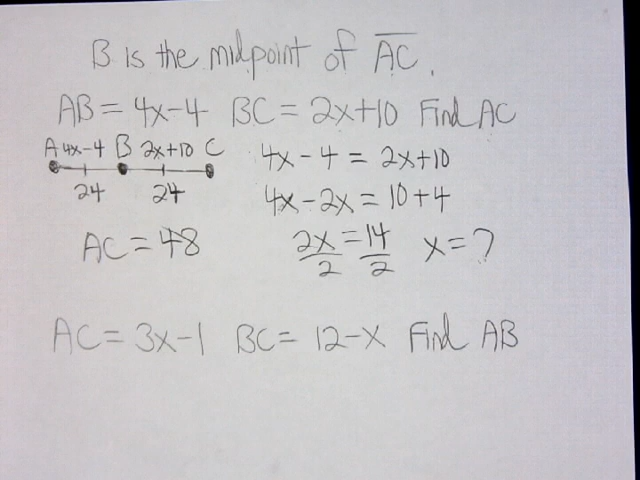 B is the midpoint of AC.
AB = 4x-4 BC = 2x+10 Find AC
A 4x-4 B 2x+10 C
24 24
4x-4 = 2x+10
4x-2x = 10+4
AC = 48
2x/2 = 14/2 x=?
AC = 3x-1 BC = 12-x Find AB